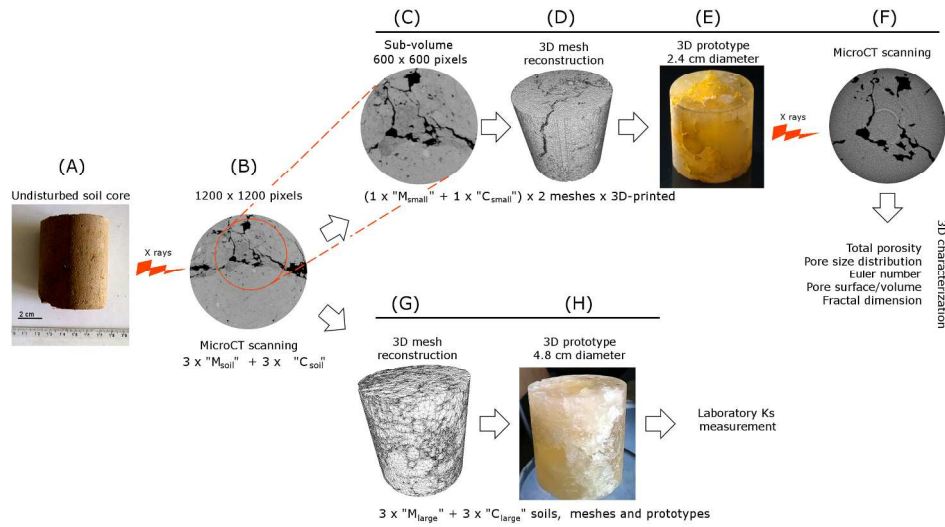 (A)
Undisturbed soil core
2 cm
X rays
(B)
1200 x 1200 pixels
MicroCT scanning
3 x "Msoil" + 3 x "Csoil"
(C)
Sub-volume
600 x 600 pixels
(D)
3D mesh
reconstruction
(E)
3D prototype
2.4 cm diameter
X rays
(F)
MicroCT scanning
(1 x "Msmall" + 1 x "Csmall") x 2 meshes x 3D-printed
Total porosity
Pore size distribution
Euler number
Pore surface/volume
Fractal dimension
3D characterization
(G)
3D mesh
reconstruction
(H)
3D prototype
4.8 cm diameter
Laboratory Ks
measurement
3 x "Mlarge" + 3 x "Clarge" soils, meshes and prototypes